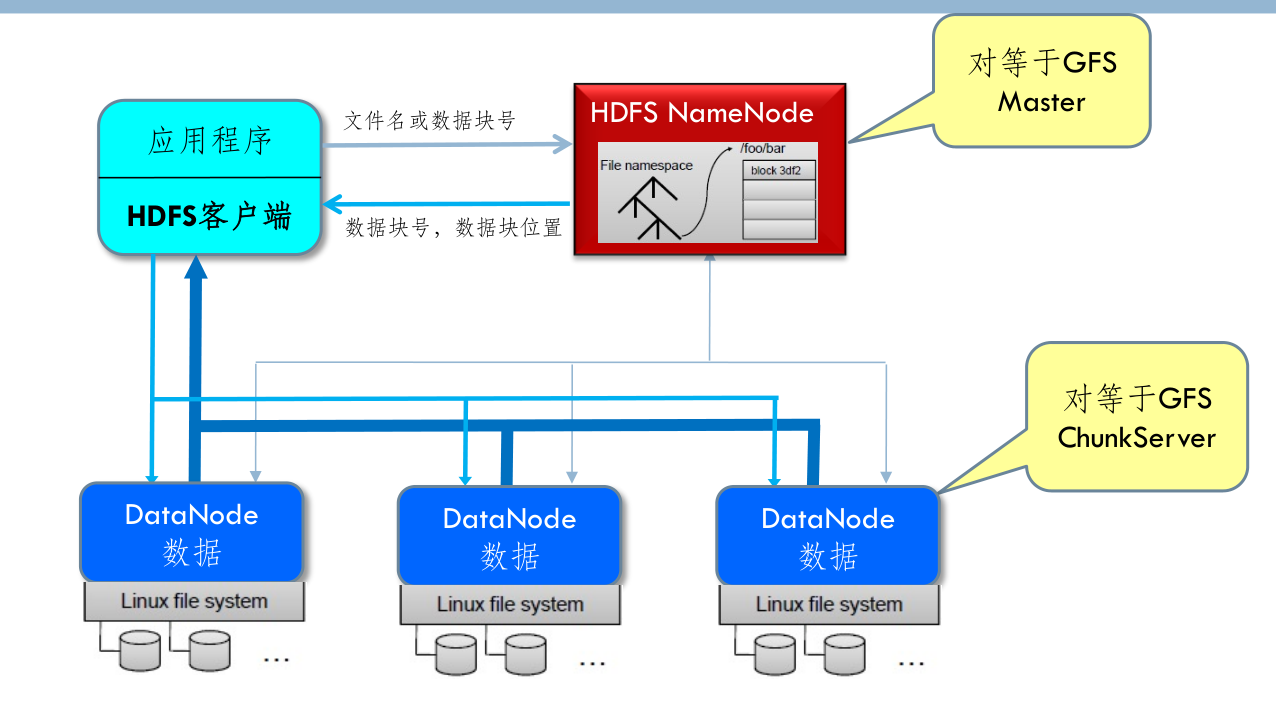 对等于GFS
Master
应用程序
HDFS客户端
文件名或数据块号
数据块号，数据块位置
HDFS NameNode
File namespace
/foo/bar
block 3df2
对等于GFS
ChunkServer
DataNode
数据
Linux file system
...
DataNode
数据
Linux file system
...
DataNode
数据
Linux file system
...